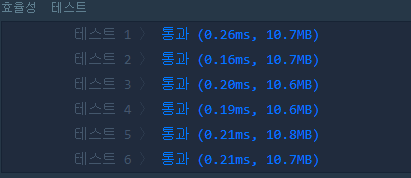 효율성 테스트
테스트 1 〉 통과 (0.26ms, 10.7MB)
테스트 2 〉 통과 (0.16ms, 10.7MB)
테스트 3 〉 통과 (0.20ms, 10.6MB)
테스트 4 〉 통과 (0.19ms, 10.6MB)
테스트 5 〉 통과 (0.21ms, 10.8MB)
테스트 6 〉 통과 (0.21ms, 10.7MB)